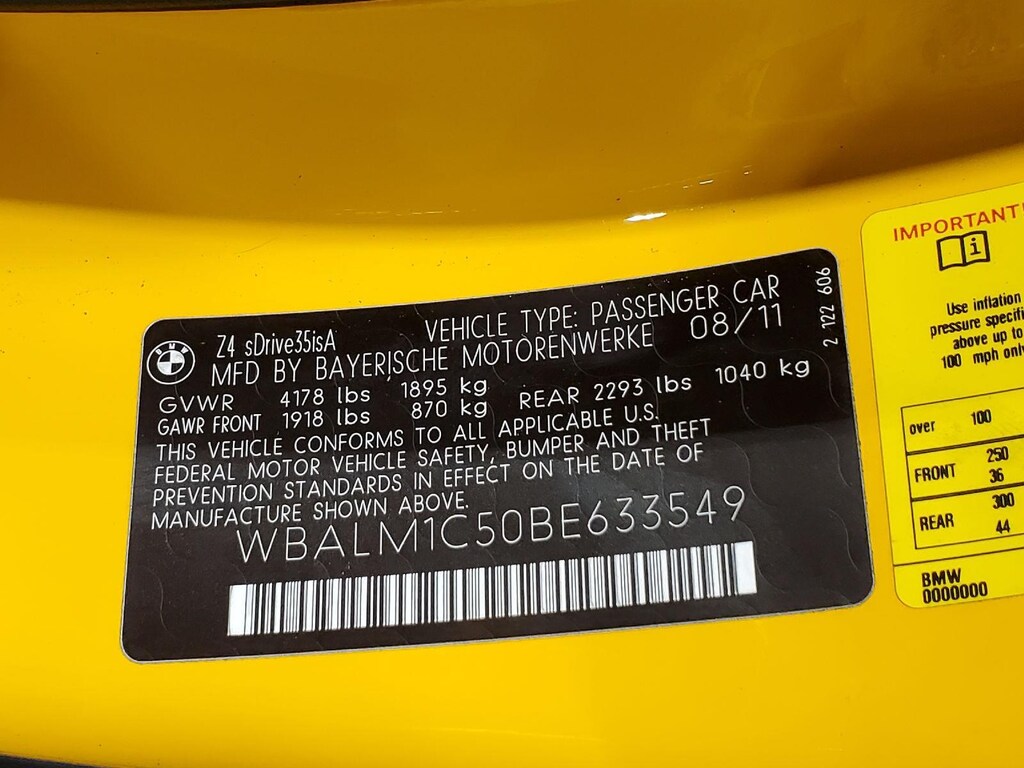 BMW
Z4 sDrive35isA VEHICLE TYPE: PASSENGER CAR
MFD BY BAYERISCHE MOTORENWERKE 08/11
GVWR 4178 lbs 1895 kg
GAWR FRONT 1918 lbs 870 kg REAR 2293 lbs 1040 kg
THIS VEHICLE CONFORMS TO ALL APPLICABLE U.S.
FEDERAL MOTOR VEHICLE SAFETY, BUMPER AND THEFT
PREVENTION STANDARDS IN EFFECT ON THE DATE OF
MANUFACTURE SHOWN ABOVE.
WBALM1C50BE633549
2 122 606
IMPORTANT
i
Use inflation
pressure specifi
above up to
100 mph only
over 100
FRONT 250
36
REAR 300
44
BMW
0000000